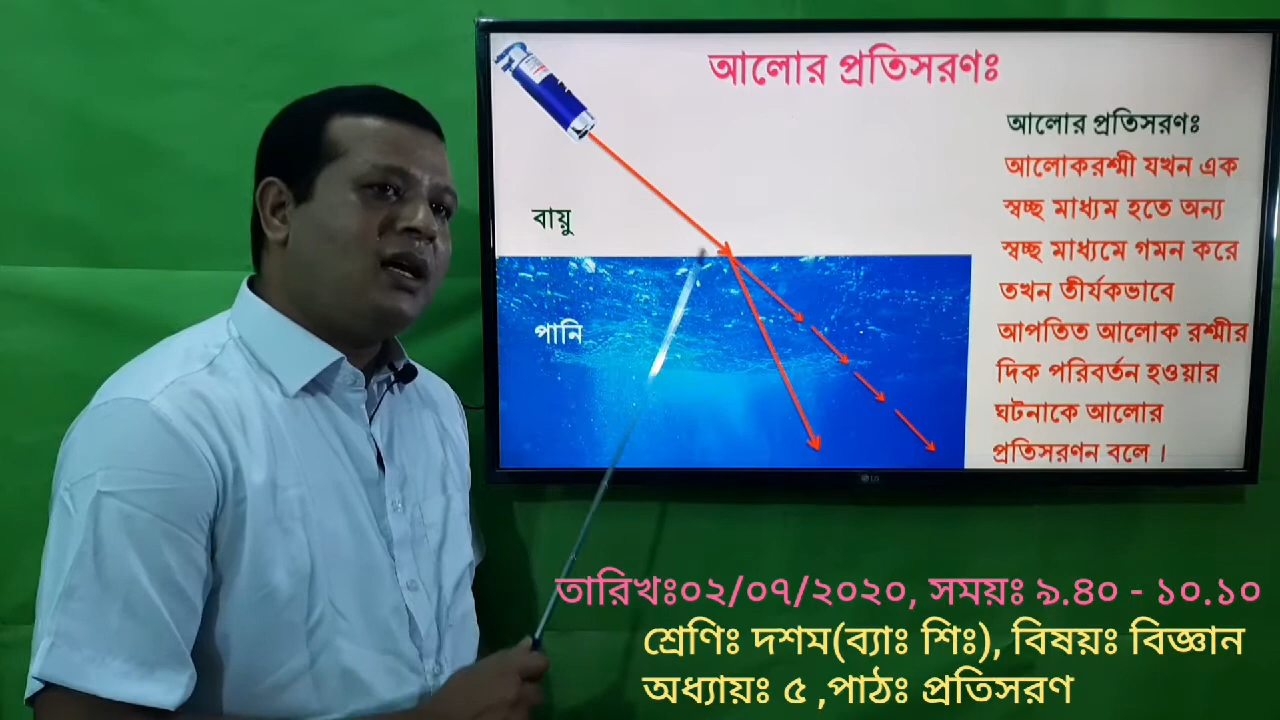 আলোর প্রতিসরণঃ
আলোর প্রতিসরণঃ
আলোকরশ্মী যখন এক
স্বচ্ছ মাধ্যম হতে অন্য
স্বচ্ছ মাধ্যমে গমন করে
তখন তীর্যকভাবে
আপতিত আলোক রশ্মীর
দিক পরিবর্তন হওয়ার
ঘটনাকে আলোর
প্রতিসরণন বলে ।
বায়ু
পানি
LG
তারিখঃ০২/০৭/২০২০, সময়ঃ ৯.৪০ - ১০.১০
শ্রেণিঃ দশম(ব্যাঃ শিঃ), বিষয়ঃ বিজ্ঞান
অধ্যায়ঃ ৫ ,পাঠঃ প্রতিসরণ